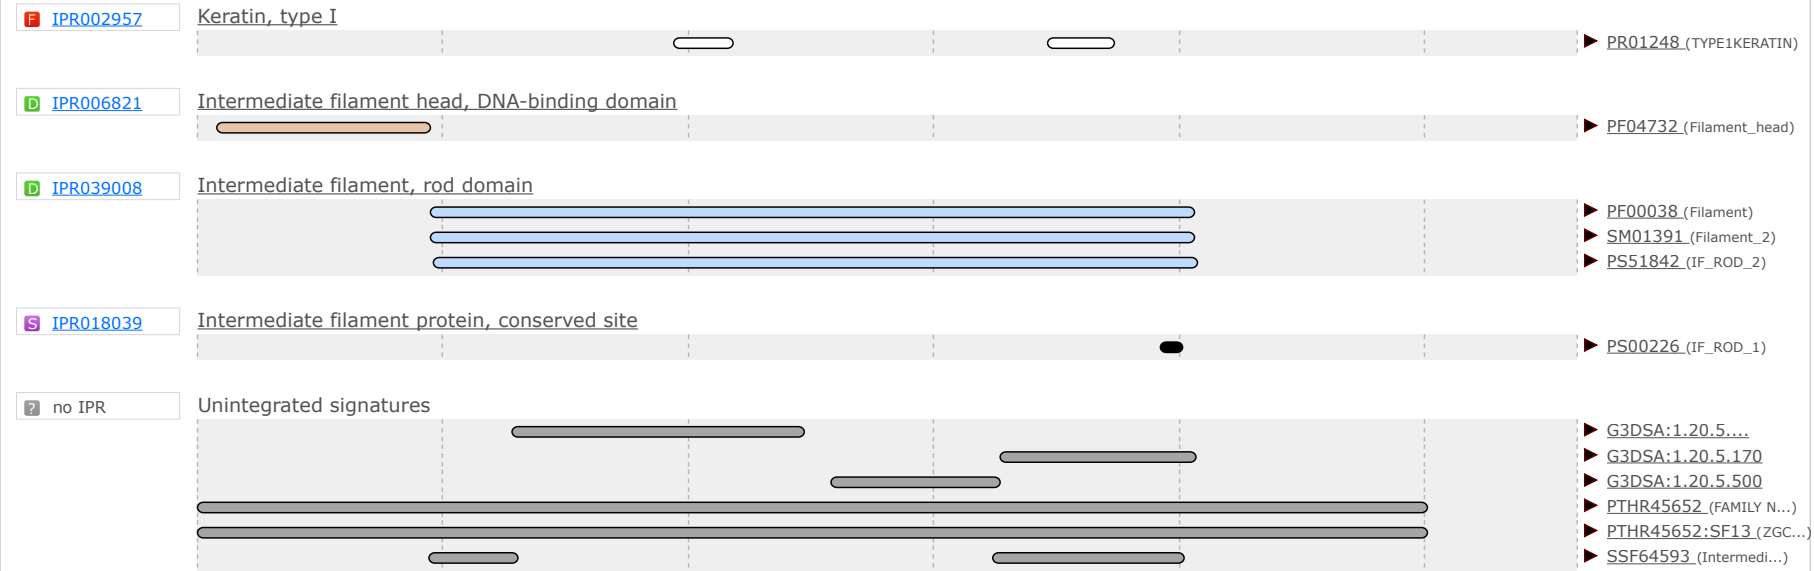 F IPR002957 Keratin, type I
PR01248 (TYPE1KERATIN)
D IPR006821 Intermediate filament head, DNA-binding domain
PF04732 (Filament_head)
D IPR039008 Intermediate filament, rod domain
PF00038 (Filament)
SM01391 (Filament_2)
PS51842 (IF_ROD_2)
S IPR018039 Intermediate filament protein, conserved site
PS00226 (IF_ROD_1)
? no IPR Unintegrated signatures
G3DSA:1.20.5....
G3DSA:1.20.5.170
G3DSA:1.20.5.500
PTHR45652 (FAMILY N...)
PTHR45652:SF13 (ZGC...)
SSF64593 (Intermedi...)